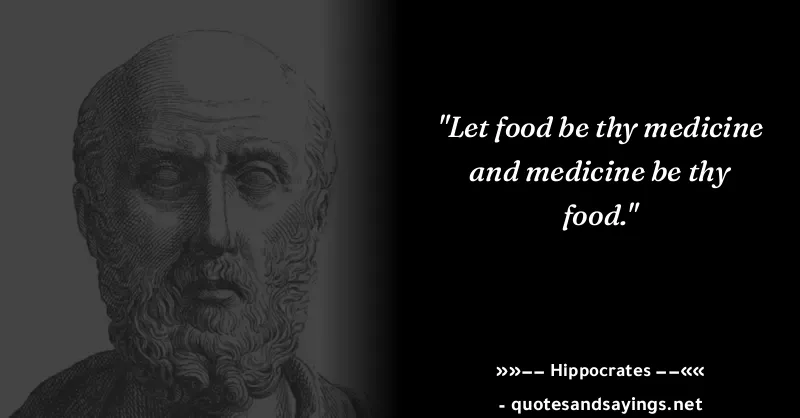 "Let food be thy medicine
and medicine be thy
food."
»»−− Hippocrates −−««
- quotesandsayings.net